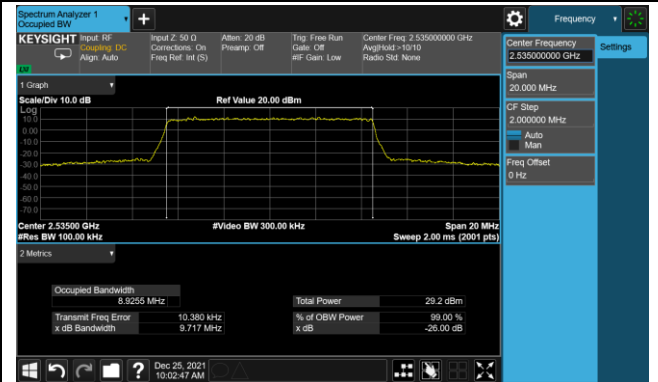 Spectrum Analyzer 1
Occupied BW
+
Frequency
KEYSIGHT
Input: RF
Coupling: DC
Align: Auto
Input Z: 50 Ω
Corrections: On
Freq Ref: Int (S)
Atten: 20 dB
Preamp: Off
Trig: Free Run
Gate: Off
#IF Gain: Low
Center Freq: 2.535000000 GHz
Avg|Hold:>10/10
Radio Std: None
1 Graph
Scale/Div 10.0 dB
Ref Value 20.00 dBm
Log
10.0
0.00
-10.0
-20.0
-30.0
-40.0
-50.0
-60.0
-70.0
Center 2.53500 GHz
#Video BW 300.00 kHz
Span 20 MHz
#Res BW 100.00 kHz
Sweep 2.00 ms (2001 pts)
2 Metrics
Occupied Bandwidth
8.9255 MHz
Total Power
29.2 dBm
Transmit Freq Error
10.380 kHz
% of OBW Power
99.00 %
x dB Bandwidth
9.717 MHz
x dB
-26.00 dB
Center Frequency
2.535000000 GHz
Settings
Span
20.000 MHz
CF Step
2.000000 MHz
Auto
Man
Freq Offset
0 Hz
?
Dec 25, 2021
10:02:47 AM